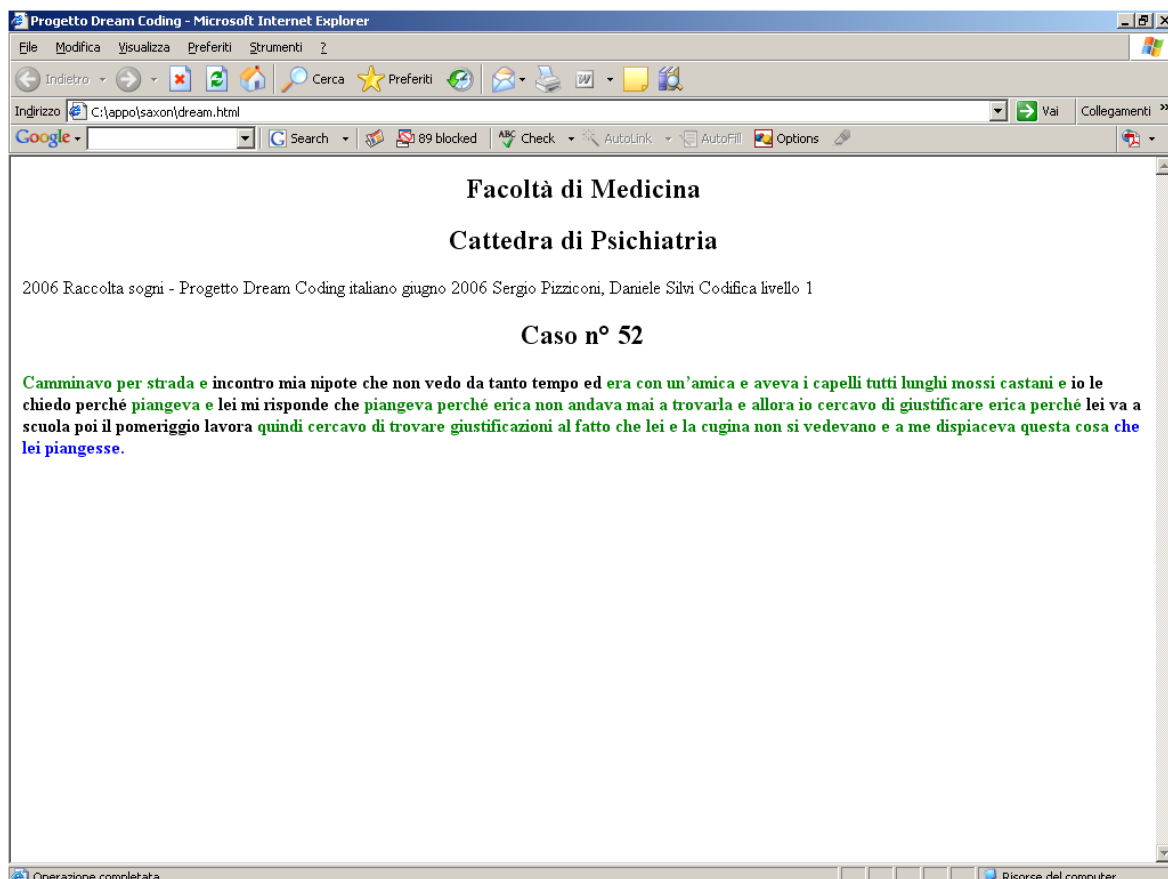 Progetto Dream Coding - Microsoft Internet Explorer
File Modifica Visualizza Preferiti Strumenti ?
Indietro Cerca Preferiti
Indirizzo C:\appo\saxon\dream.html Vai Collegamenti »
Google Search 89 blocked ABC Check AutoLink AutoFill Options
Facoltà di Medicina
Cattedra di Psichiatria
2006 Raccolta sogni - Progetto Dream Coding italiano giugno 2006 Sergio Pizziconi, Daniele Silvi Codifica livello 1
Caso n° 52
Camminavo per strada e incontro mia nipote che non vedo da tanto tempo ed era con un’amica e aveva i capelli tutti lunghi mossi castani e io le
chiedo perché piangeva e lei mi risponde che piangeva perché erica non andava mai a trovarla e allora io cercavo di giustificare erica perché lei va a
scuola poi il pomeriggio lavora quindi cercavo di trovare giustificazioni al fatto che lei e la cugina non si vedevano e a me dispiaceva questa cosa che
lei piangesse.
Operazione completata Risorse del computer